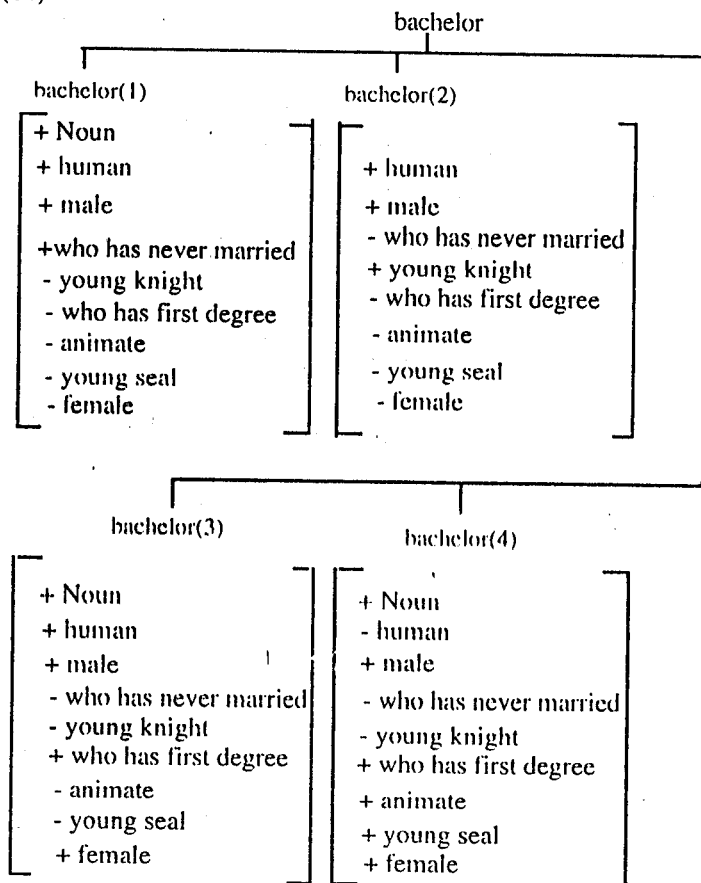 bachelor
bachelor(1)
+ Noun
+ human
+ male
+who has never married
- young knight
- who has first degree
- animate
- young seal
- female
bachelor(2)
+ human
+ male
- who has never married
+ young knight
- who has first degree
- animate
- young seal
- female
bachelor(3)
+ Noun
+ human
+ male
- who has never married
- young knight
+ who has first degree
- animate
- young seal
+ female
bachelor(4)
+ Noun
- human
+ male
- who has never married
- young knight
+ who has first degree
+ animate
+ young seal
+ female